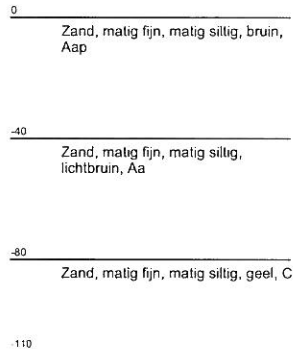 0
Zand, matig fijn, matig siltig, bruin,
Aap
-40
Zand, matig fijn, matig siltig,
lichtbruin, Aa
-80
Zand, matig fijn, matig siltig, geel, C
-110